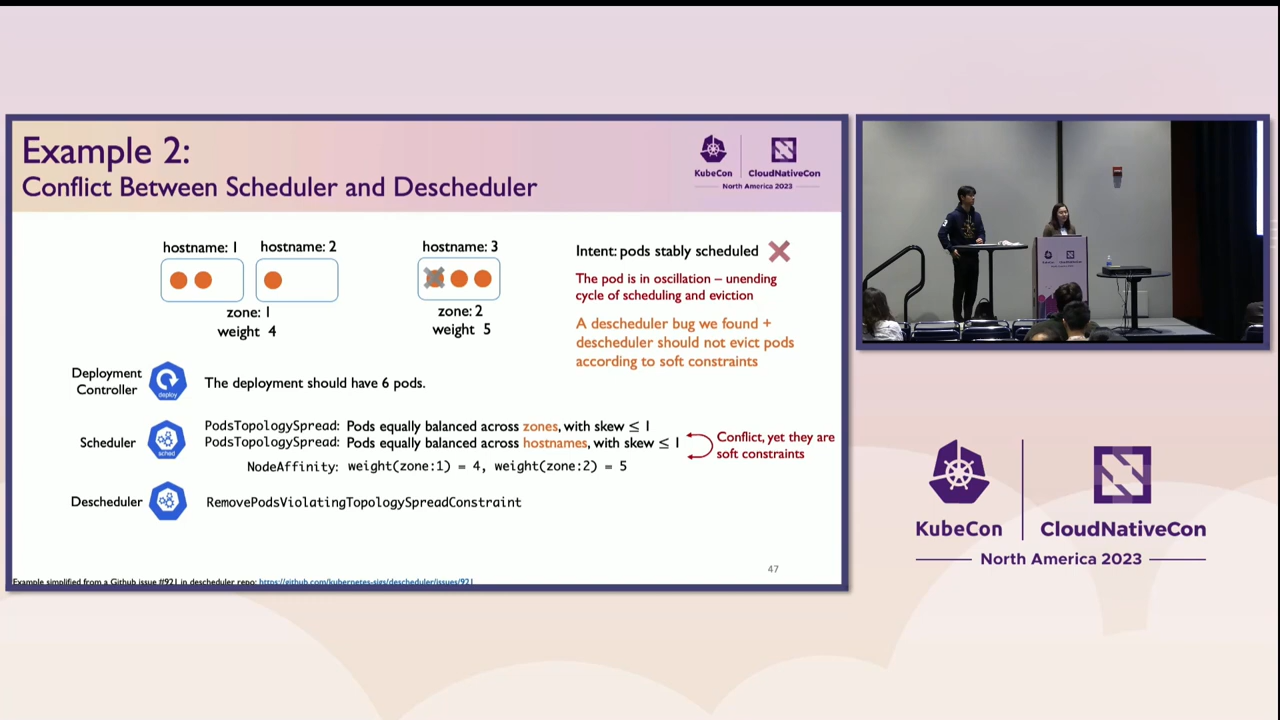 Example 2:
Conflict Between Scheduler and Descheduler
KubeCon
CloudNativeCon
North America 2023
hostname: 1
hostname: 2
hostname: 3
zone: 1
weight 4
zone: 2
weight 5
Intent: pods stably scheduled
The pod is in oscillation – unending
cycle of scheduling and eviction
A descheduler bug we found +
descheduler should not evict pods
according to soft constraints
Deployment
Controller
deploy
The deployment should have 6 pods.
Scheduler
sched
PodsTopologySpread: Pods equally balanced across zones, with skew ≤ 1
PodsTopologySpread: Pods equally balanced across hostnames, with skew ≤ 1
NodeAffinity: weight(zone:1) = 4, weight(zone:2) = 5
Conflict, yet they are
soft constraints
Descheduler
RemovePodsViolatingTopologySpreadConstraint
47
Example simplified from a Github issue #921 in descheduler repo: https://github.com/kubernetes-sigs/descheduler/issues/921
KubeCon
CloudNativeCon
North America 2023